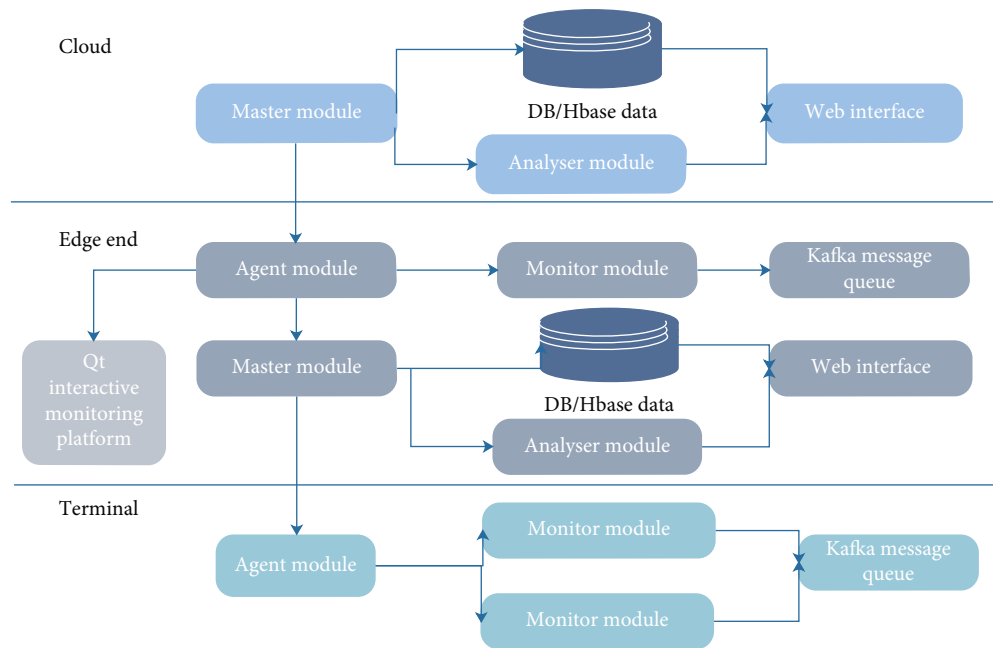 Cloud
Master module
DB/Hbase data
Web interface
Analyser module
Edge end
Agent module
Monitor module
Kafka message
queue
Qt
interactive
monitoring
platform
Master module
Web interface
DB/Hbase data
Analyser module
Terminal
Monitor module
Agent module
Kafka message
queue
Monitor module